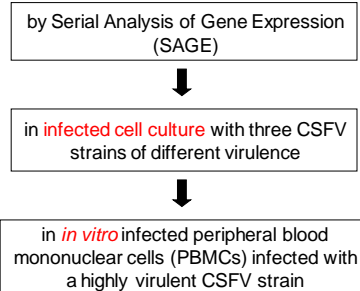 by Serial Analysis of Gene Expression
(SAGE)
in infected cell culture with three CSFV
strains of different virulence
in in vitro infected peripheral blood
mononuclear cells (PBMCs) infected with
a highly virulent CSFV strain